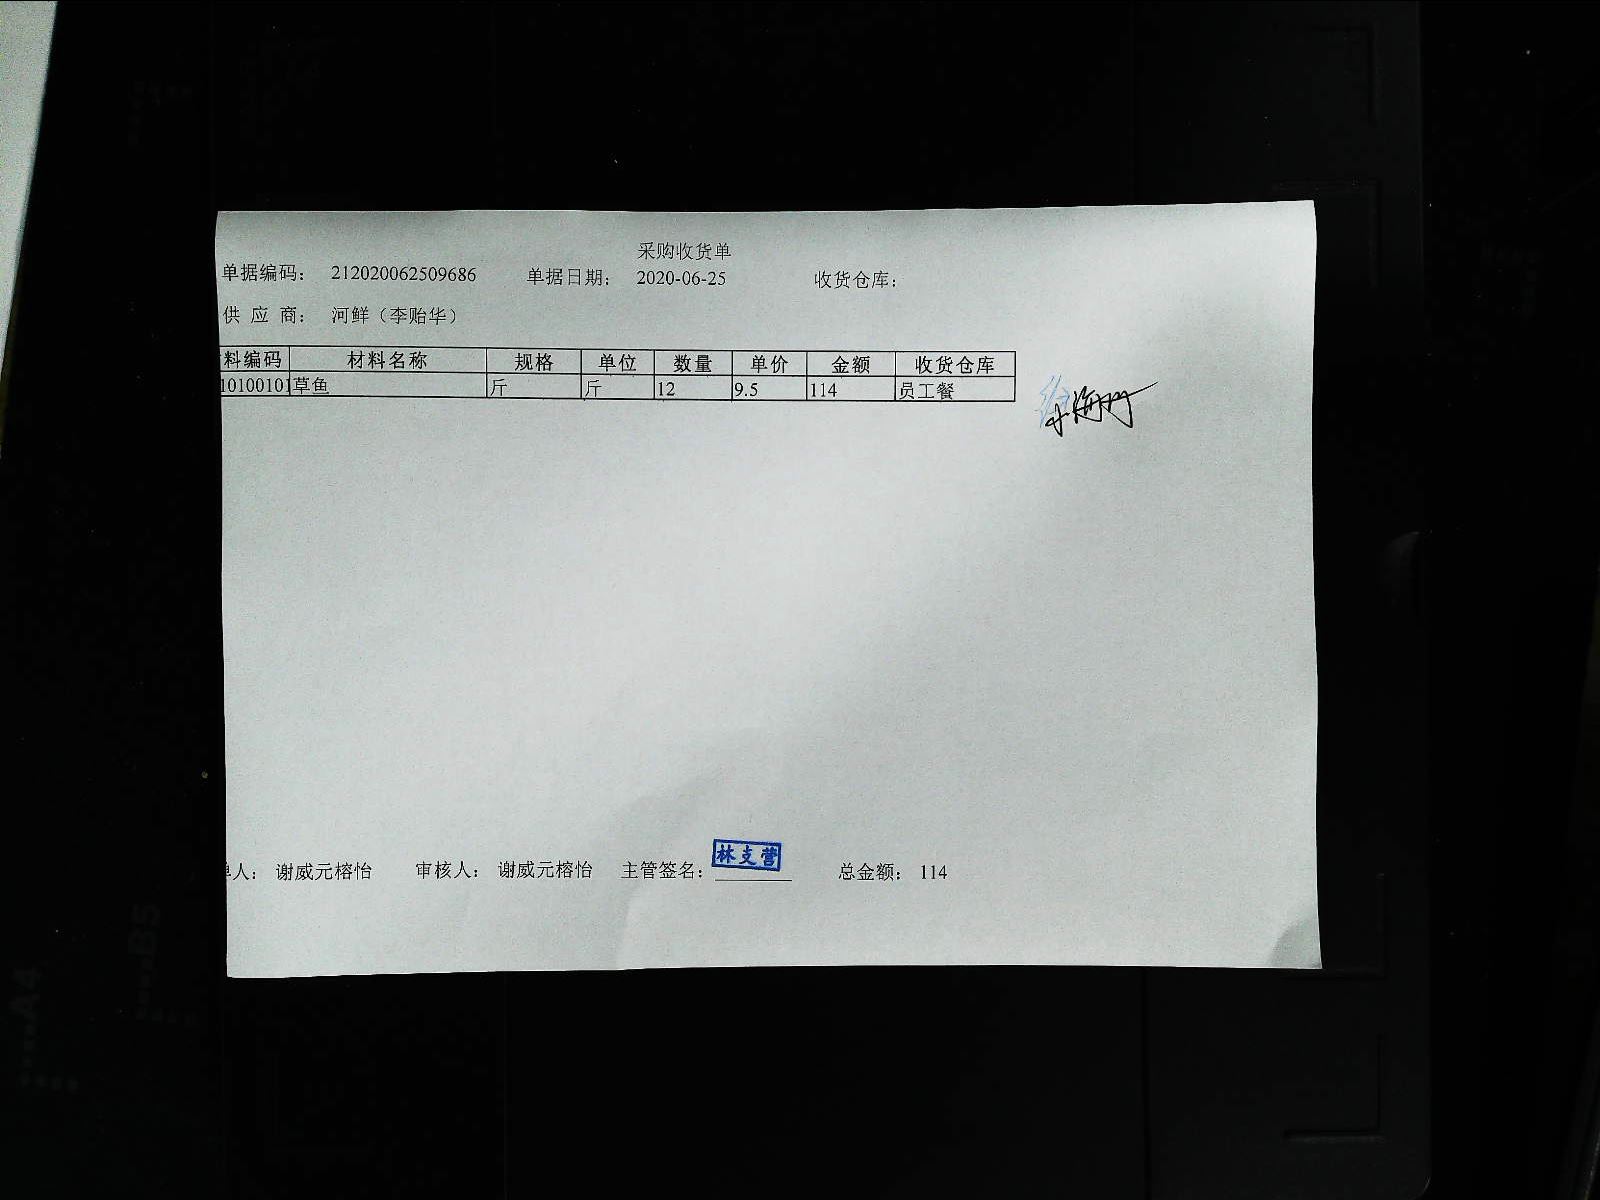 采购收货单
单据编码： 212020062509686 单据日期： 2020-06-25 收货仓库：
供 应 商： 河鲜（李贻华）
料编码 材料名称 规格 单位 数量 单价 金额 收货仓库
10100101 草鱼 斤 斤 12 9.5 114 员工餐
单人： 谢威元榕怡 审核人： 谢威元榕怡 主管签名： 林支营 总金额： 114
B5
A4